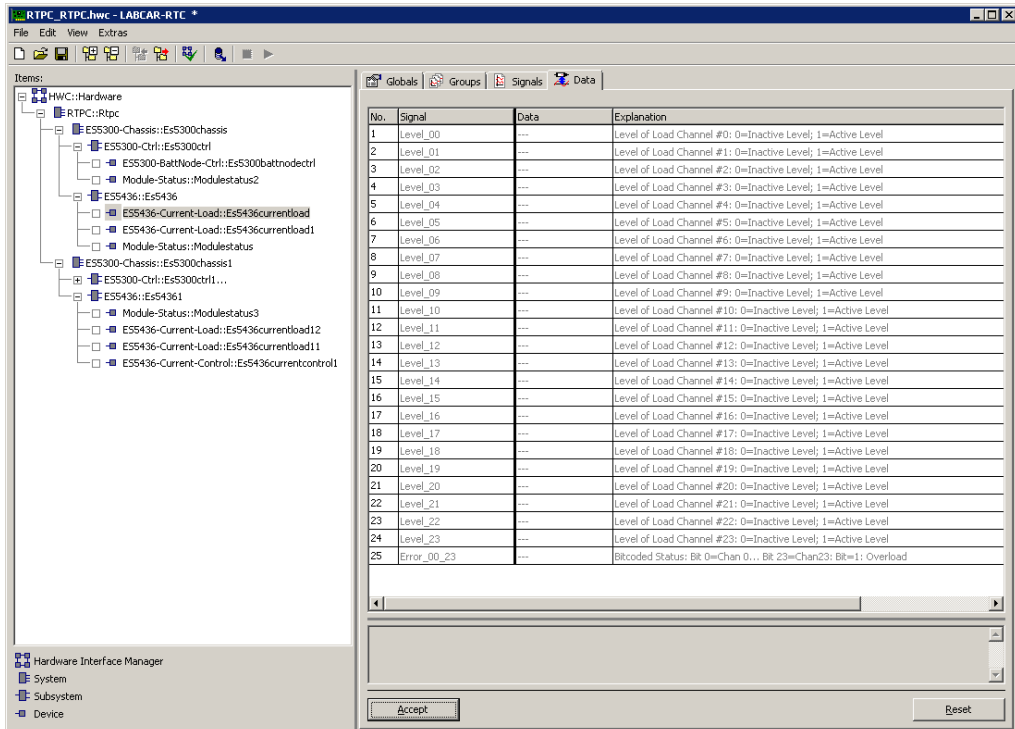 RTPC_RTPC.hwc - LABCAR-RTC *
File Edit View Extras
Items:
HWC::Hardware
RTPC::Rtpc
ES5300-Chassis::Es5300chassis
ES5300-Ctrl::Es5300ctrl
ES5300-BattNode-Ctrl::Es5300battnodectrl
Module-Status::Modulestatus2
ES5436::Es5436
ES5436-Current-Load::Es5436currentload
ES5436-Current-Load::Es5436currentload1
Module-Status::Modulestatus
ES5300-Chassis::Es5300chassis1
ES5300-Ctrl::Es5300ctrl1...
ES5436::Es54361
Module-Status::Modulestatus3
ES5436-Current-Load::Es5436currentload12
ES5436-Current-Load::Es5436currentload11
ES5436-Current-Control::Es5436currentcontrol1
Hardware Interface Manager
System
Subsystem
Device
Globals Groups Signals Data
No. Signal Data Explanation
1 Level_00 --- Level of Load Channel #0: 0=Inactive Level; 1=Active Level
2 Level_01 --- Level of Load Channel #1: 0=Inactive Level; 1=Active Level
3 Level_02 --- Level of Load Channel #2: 0=Inactive Level; 1=Active Level
4 Level_03 --- Level of Load Channel #3: 0=Inactive Level; 1=Active Level
5 Level_04 --- Level of Load Channel #4: 0=Inactive Level; 1=Active Level
6 Level_05 --- Level of Load Channel #5: 0=Inactive Level; 1=Active Level
7 Level_06 --- Level of Load Channel #6: 0=Inactive Level; 1=Active Level
8 Level_07 --- Level of Load Channel #7: 0=Inactive Level; 1=Active Level
9 Level_08 --- Level of Load Channel #8: 0=Inactive Level; 1=Active Level
10 Level_09 --- Level of Load Channel #9: 0=Inactive Level; 1=Active Level
11 Level_10 --- Level of Load Channel #10: 0=Inactive Level; 1=Active Level
12 Level_11 --- Level of Load Channel #11: 0=Inactive Level; 1=Active Level
13 Level_12 --- Level of Load Channel #12: 0=Inactive Level; 1=Active Level
14 Level_13 --- Level of Load Channel #13: 0=Inactive Level; 1=Active Level
15 Level_14 --- Level of Load Channel #14: 0=Inactive Level; 1=Active Level
16 Level_15 --- Level of Load Channel #15: 0=Inactive Level; 1=Active Level
17 Level_16 --- Level of Load Channel #16: 0=Inactive Level; 1=Active Level
18 Level_17 --- Level of Load Channel #17: 0=Inactive Level; 1=Active Level
19 Level_18 --- Level of Load Channel #18: 0=Inactive Level; 1=Active Level
20 Level_19 --- Level of Load Channel #19: 0=Inactive Level; 1=Active Level
21 Level_20 --- Level of Load Channel #20: 0=Inactive Level; 1=Active Level
22 Level_21 --- Level of Load Channel #21: 0=Inactive Level; 1=Active Level
23 Level_22 --- Level of Load Channel #22: 0=Inactive Level; 1=Active Level
24 Level_23 --- Level of Load Channel #23: 0=Inactive Level; 1=Active Level
25 Error_00_23 --- Bitcoded Status: Bit 0=Chan 0... Bit 23=Chan23: Bit=1: Overload
Accept Reset